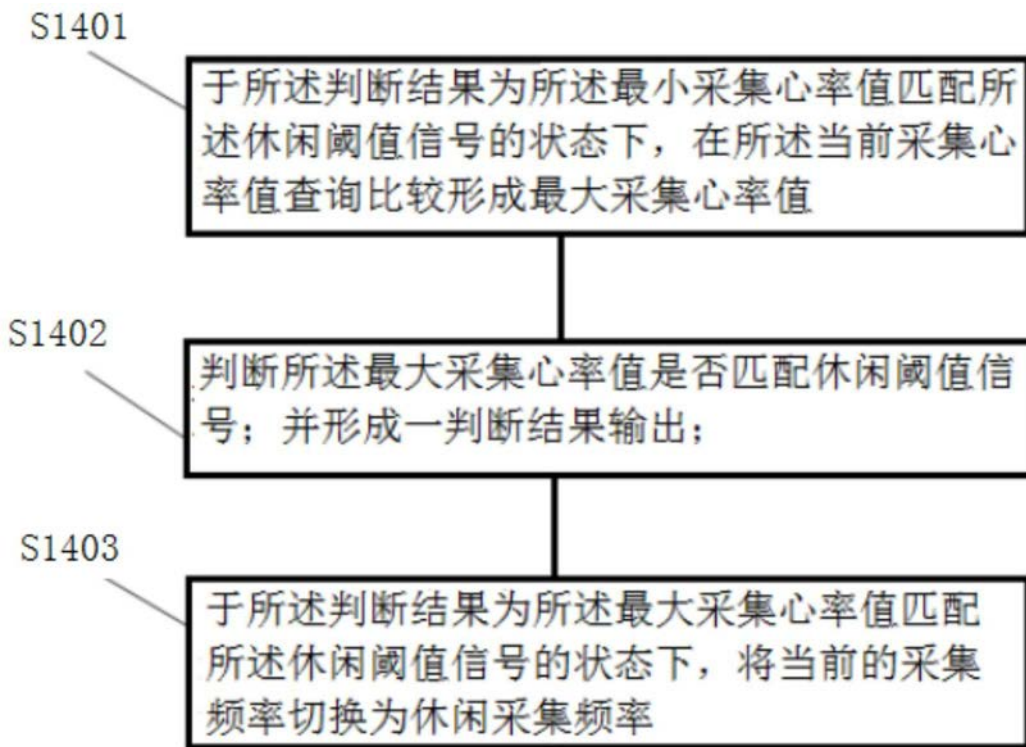 S1401
于所述判断结果为所述最小采集心率值匹配所
述休闲阈值信号的状态下，在所述当前采集心
率值查询比较形成最大采集心率值
S1402
判断所述最大采集心率值是否匹配休闲阈值信
号；并形成一判断结果输出；
S1403
于所述判断结果为所述最大采集心率值匹配
所述休闲阈值信号的状态下，将当前的采集
频率切换为休闲采集频率